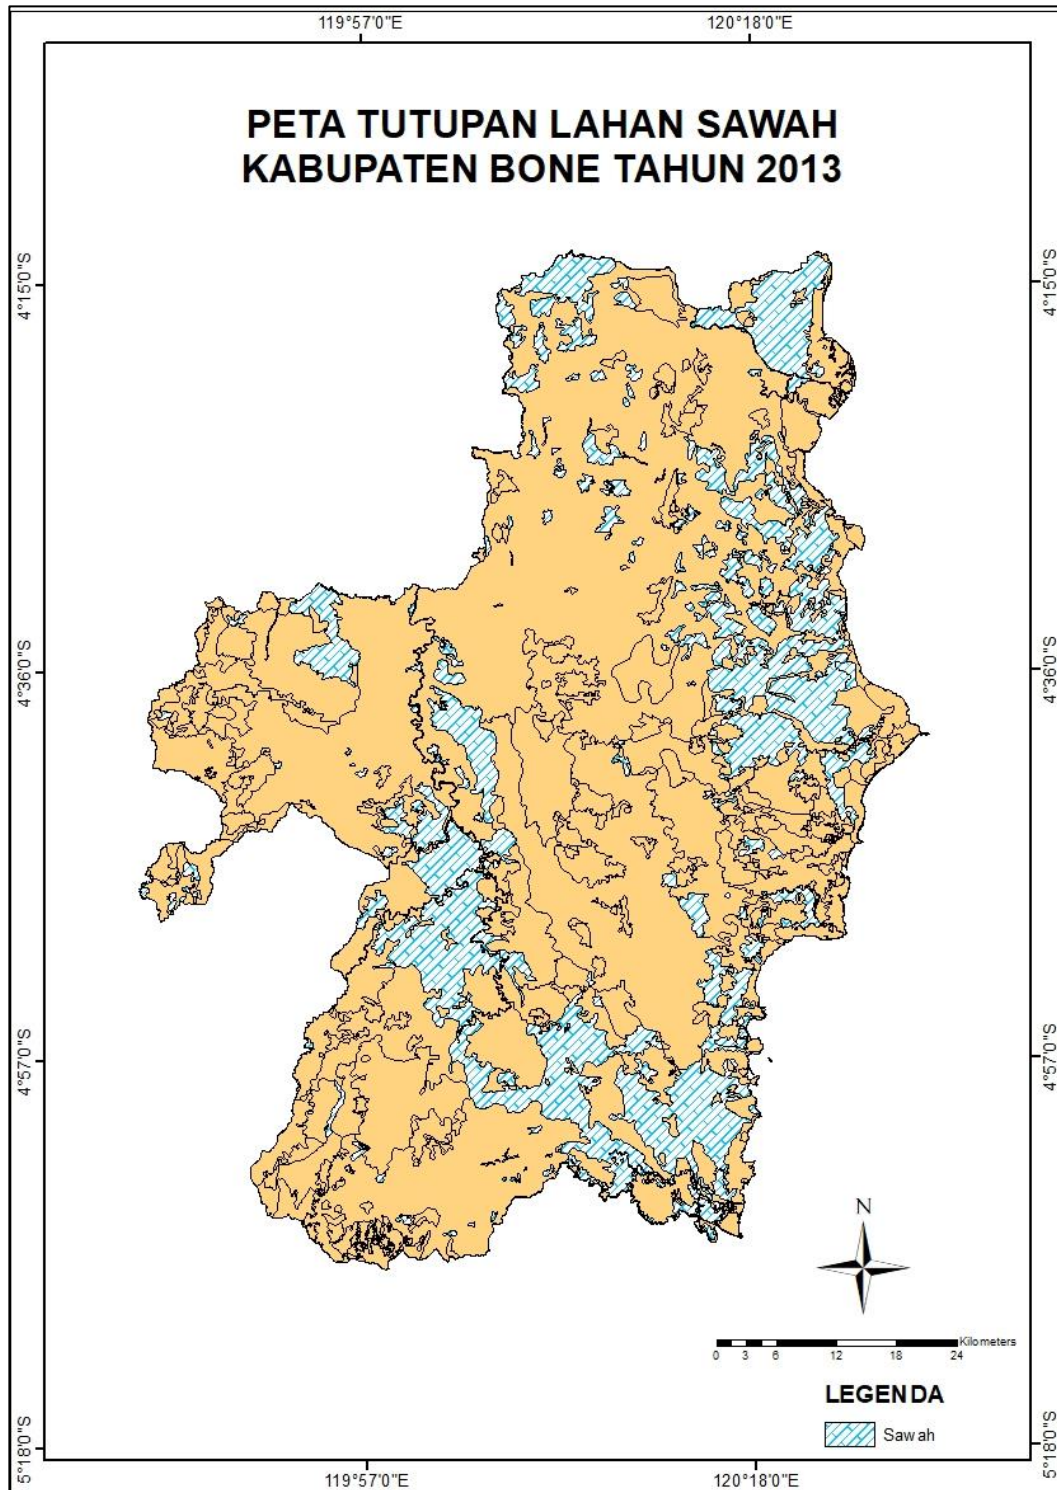 119°57'0"E
120°18'0"E
PETA TUTUPAN LAHAN SAWAH
KABUPATEN BONE TAHUN 2013
4°15'0"S
4°15'0"S
4°36'0"S
4°36'0"S
4°57'0"S
4°57'0"S
N
Kilometers
0 3 6 12 18 24
LEGENDA
Sawah
5°18'0"S
5°18'0"S
119°57'0"E
120°18'0"E